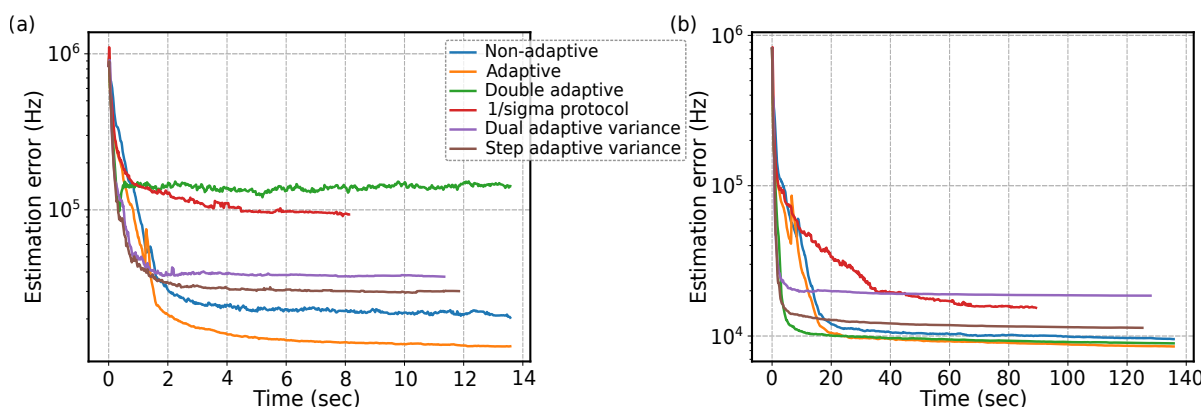 (a)
Estimation error (Hz)
10⁶
10⁵
0 2 4 6 8 10 12 14
Time (sec)
Non-adaptive
Adaptive
Double adaptive
1/sigma protocol
Dual adaptive variance
Step adaptive variance
(b)
Estimation error (Hz)
10⁶
10⁵
10⁴
0 20 40 60 80 100 120 140
Time (sec)